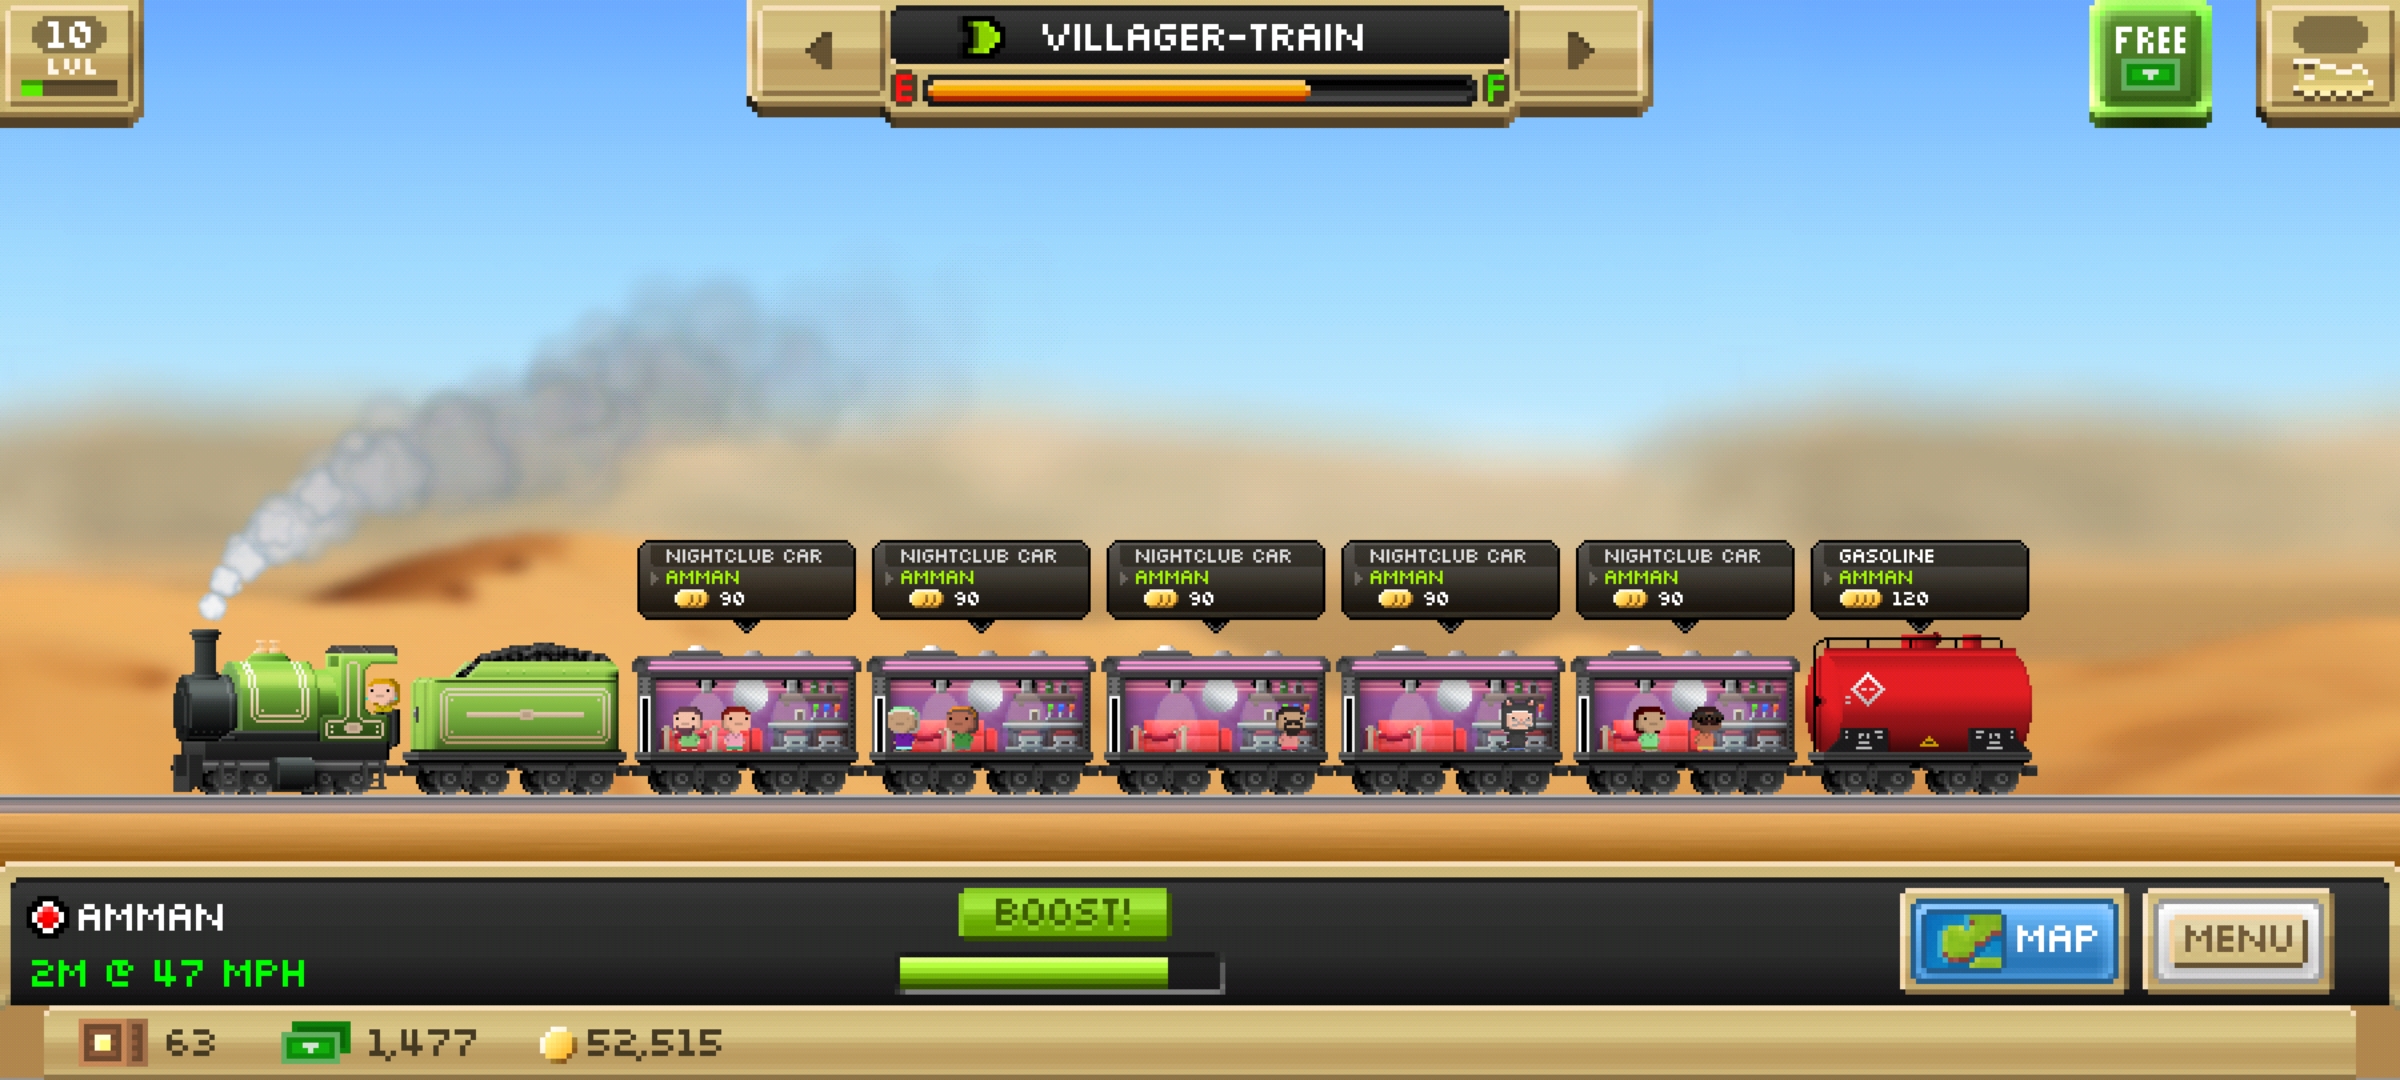 10
LVL
VILLAGER-TRAIN
E F
FREE
NIGHTCLUB CAR
AMMAN
90
NIGHTCLUB CAR
AMMAN
90
NIGHTCLUB CAR
AMMAN
90
NIGHTCLUB CAR
AMMAN
90
NIGHTCLUB CAR
AMMAN
90
GASOLINE
AMMAN
120
AMMAN
2M @ 47 MPH
BOOST!
MAP
MENU
63
1,477
52,515